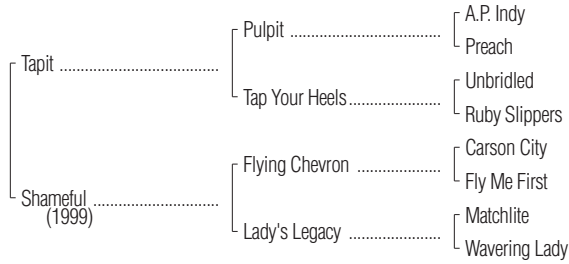 A.P. Indy
Pulpit ....................................
Preach
Tapit ......................................
Unbridled
Tap Your Heels.....................
Ruby Slippers
Carson City
Flying Chevron ...................
Fly Me First
Shameful .............................
(1999)
Matchlite
Lady's Legacy .....................
Wavering Lady